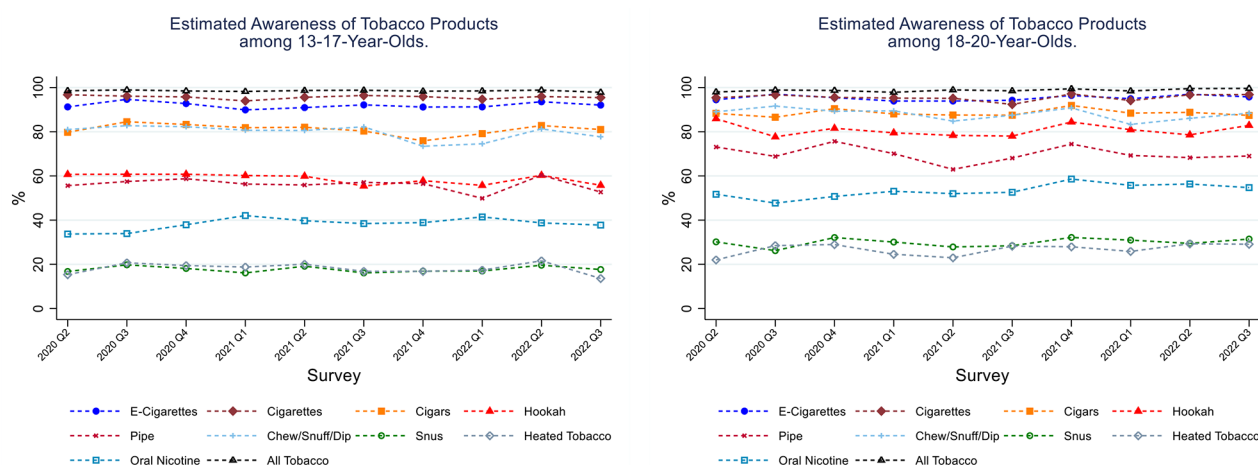 Estimated Awareness of Tobacco Products
among 13-17-Year-Olds.
%
100
80
60
40
20
0
2020 Q2
2020 Q3
2020 Q4
2021 Q1
2021 Q2
2021 Q3
2021 Q4
2022 Q1
2022 Q2
2022 Q3
Survey
E-Cigarettes Cigarettes Cigars Hookah
Pipe Chew/Snuff/Dip Snus Heated Tobacco
Oral Nicotine All Tobacco
Estimated Awareness of Tobacco Products
among 18-20-Year-Olds.
%
100
80
60
40
20
0
2020 Q2
2020 Q3
2020 Q4
2021 Q1
2021 Q2
2021 Q3
2021 Q4
2022 Q1
2022 Q2
2022 Q3
Survey
E-Cigarettes Cigarettes Cigars Hookah
Pipe Chew/Snuff/Dip Snus Heated Tobacco
Oral Nicotine All Tobacco